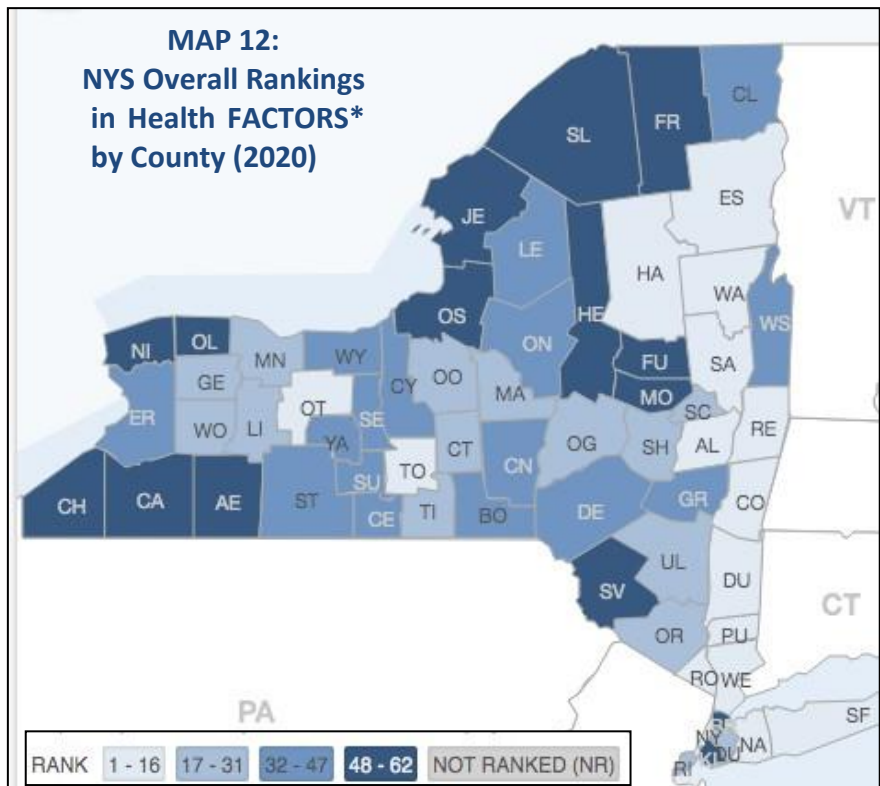 MAP 12:
NYS Overall Rankings
in Health FACTORS*
by County (2020)
CL
FR
SL
ES
VT
JE
LE
HA
WA
OS
HE
WS
ON
NI
OL
MN
WY
FU
SA
GE
CY
OO
MO
OT
MA
SC
ER
SE
WO
LI
YA
CT
OG
SH
AL
RE
TO
CN
SU
CH
CA
AE
ST
GR
CO
CE
TI
BO
DE
UL
DU
SV
CT
OR
PU
RO
WE
PA
SF
NY
NA
RI
RANK
1 - 16
17 - 31
32 - 47
48 - 62
NOT RANKED (NR)